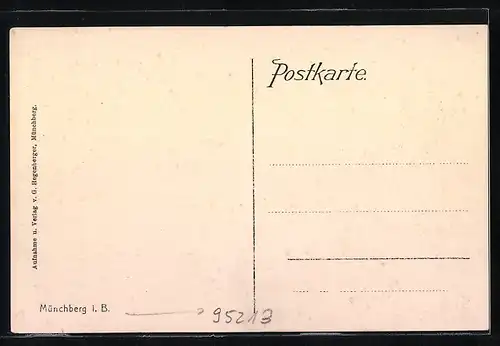 Postkarte.
Aufnahme u. Verlag v. G. Regenberger, Münchberg.
Münchberg i. B.
95213